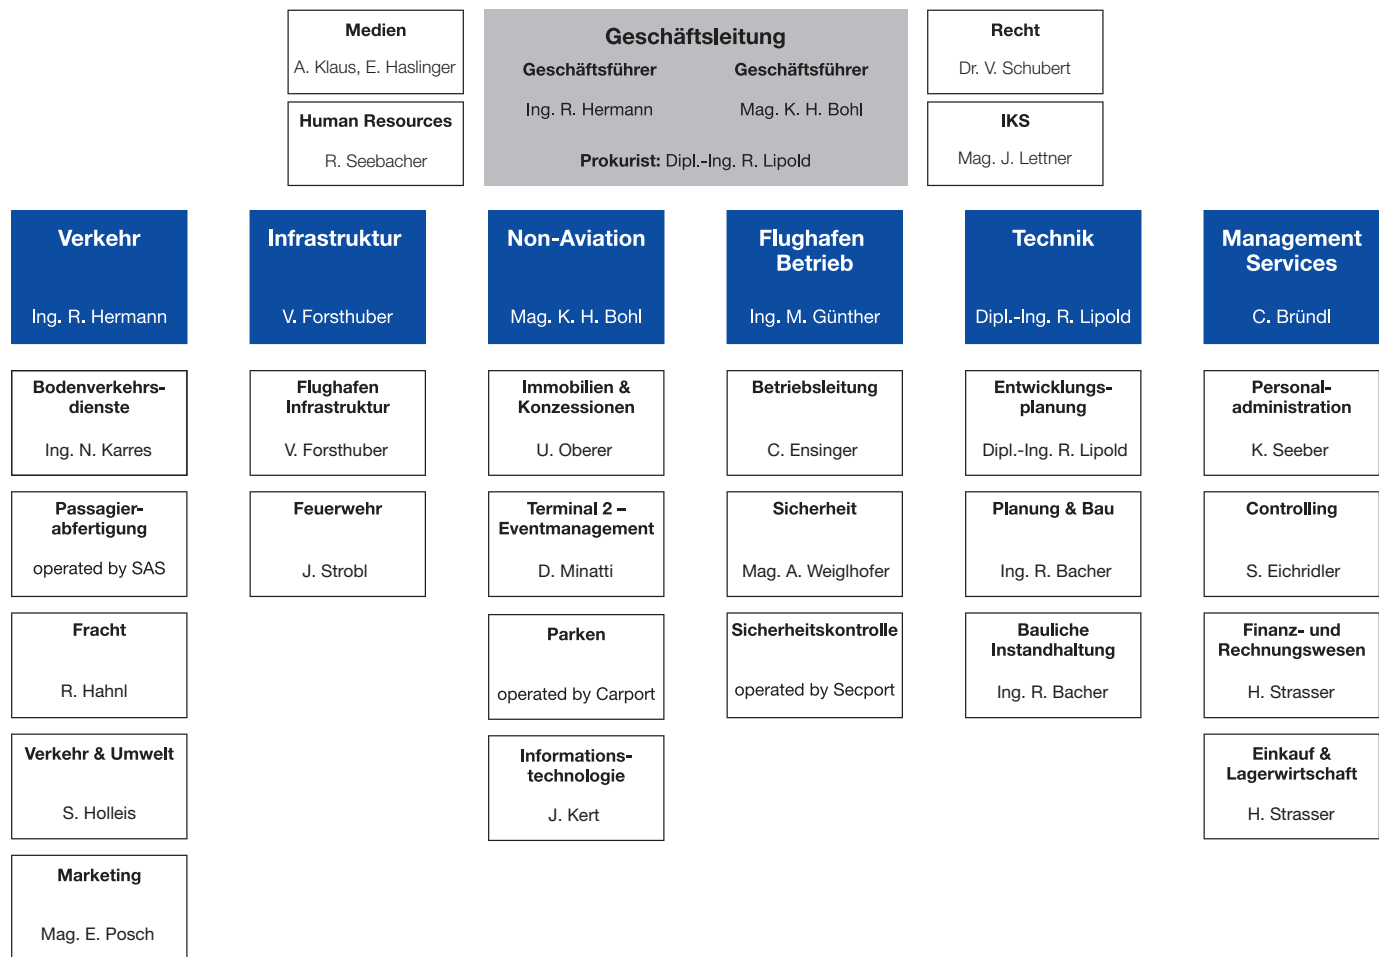 Medien
A. Klaus, E. Haslinger
Human Resources
R. Seebacher
Geschäftsleitung
Geschäftsführer
Ing. R. Hermann
Geschäftsführer
Mag. K. H. Bohl
Prokurist: Dipl.-Ing. R. Lipold
Recht
Dr. V. Schubert
IKS
Mag. J. Lettner
Verkehr
Ing. R. Hermann
Bodenverkehrs-
dienste
Ing. N. Karres
Passagier-
abfertigung
operated by SAS
Fracht
R. Hahnl
Verkehr & Umwelt
S. Holleis
Marketing
Mag. E. Posch
Infrastruktur
V. Forsthuber
Flughafen
Infrastruktur
V. Forsthuber
Feuerwehr
J. Strobl
Non-Aviation
Mag. K. H. Bohl
Immobilien &
Konzessionen
U. Oberer
Terminal 2 –
Eventmanagement
D. Minatti
Parken
operated by Carport
Informations-
technologie
J. Kert
Flughafen
Betrieb
Ing. M. Günther
Betriebsleitung
C. Ensinger
Sicherheit
Mag. A. Weiglhofer
Sicherheitskontrolle
operated by Secport
Technik
Dipl.-Ing. R. Lipold
Entwicklungs-
planung
Dipl.-Ing. R. Lipold
Planung & Bau
Ing. R. Bacher
Bauliche
Instandhaltung
Ing. R. Bacher
Management
Services
C. Bründl
Personal-
administration
K. Seeber
Controlling
S. Eichridler
Finanz- und
Rechnungswesen
H. Strasser
Einkauf &
Lagerwirtschaft
H. Strasser